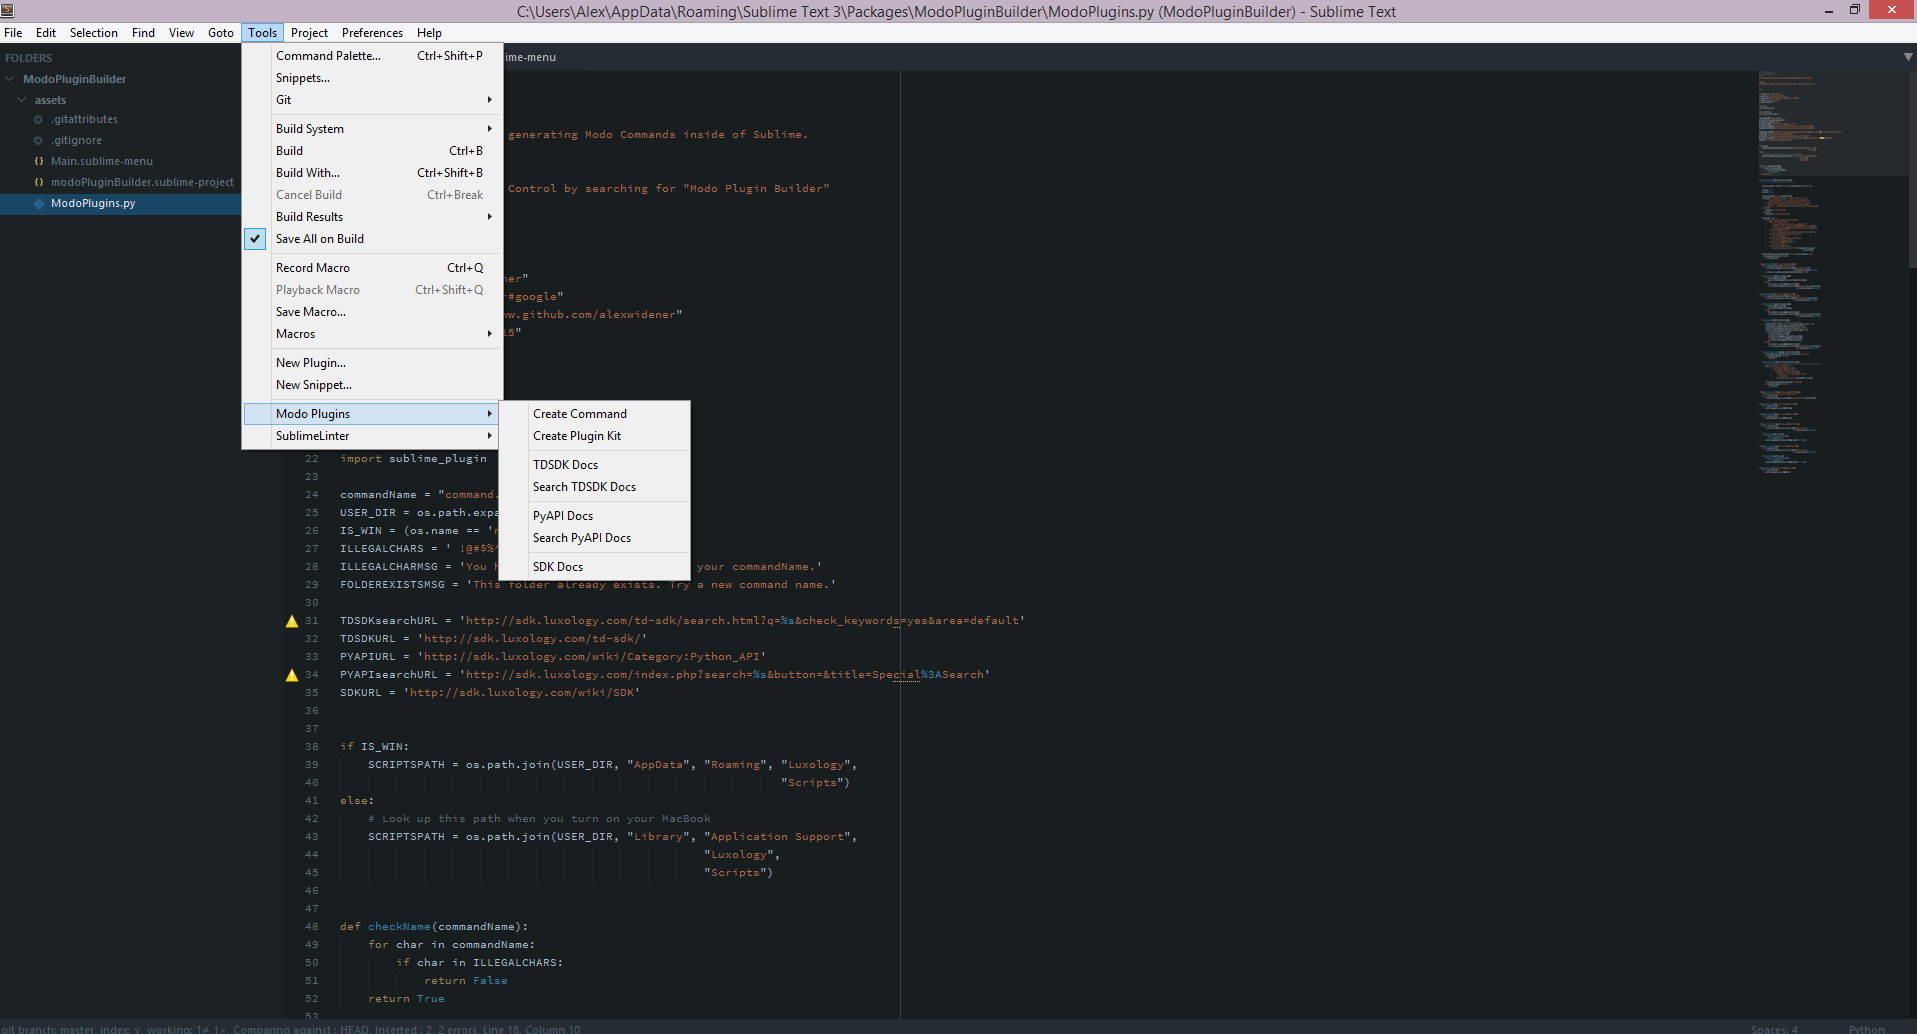 C:\Users\Alex\AppData\Roaming\Sublime Text 3\Packages\ModoPluginBuilder\ModoPlugins.py (ModoPluginBuilder) - Sublime Text
File Edit Selection Find View Goto Tools Project Preferences Help
FOLDERS
ModoPluginBuilder
assets
.gitattributes
.gitignore
Main.sublime-menu
modoPluginBuilder.sublime-project
ModoPlugins.py
Command Palette... Ctrl+Shift+P
Snippets...
Git
Build System
Build Ctrl+B
Build With... Ctrl+Shift+B
Cancel Build Ctrl+Break
Build Results
Save All on Build
Record Macro Ctrl+Q
Playback Macro Ctrl+Shift+Q
Save Macro...
Macros
New Plugin...
New Snippet...
Modo Plugins
SublimeLinter
Create Command
Create Plugin Kit
TDSDK Docs
Search TDSDK Docs
PyAPI Docs
Search PyAPI Docs
SDK Docs
ime-menu
generating Modo Commands inside of Sublime.
Control by searching for "Modo Plugin Builder"
ner"
r#google"
ww.github.com/alexwidener"
15"
22 import sublime_plugin
23
24 commandName = "command.
25 USER_DIR = os.path.expa
26 IS_WIN = (os.name == 'n
27 ILLEGALCHARS = ' !@#$%^
28 ILLEGALCHARMSG = 'You h your commandName.'
29 FOLDEREXISTSMSG = 'This folder already exists. Try a new command name.'
30
31 TDSDKsearchURL = 'http://sdk.luxology.com/td-sdk/search.html?q=%s&check_keywords=yes&area=default'
32 TDSDKURL = 'http://sdk.luxology.com/td-sdk/'
33 PYAPIURL = 'http://sdk.luxology.com/wiki/Category:Python_API'
34 PYAPIsearchURL = 'http://sdk.luxology.com/index.php?search=%s&button=&title=Special%3ASearch'
35 SDKURL = 'http://sdk.luxology.com/wiki/SDK'
36
37
38 if IS_WIN:
39 SCRIPTSPATH = os.path.join(USER_DIR, "AppData", "Roaming", "Luxology",
40 "Scripts")
41 else:
42 # Look up this path when you turn on your MacBook
43 SCRIPTSPATH = os.path.join(USER_DIR, "Library", "Application Support",
44 "Luxology",
45 "Scripts")
46
47
48 def checkName(commandName):
49 for char in commandName:
50 if char in ILLEGALCHARS:
51 return False
52 return True
53
git branch: master, index: √, working: 1≠ 1×, Comparing against : HEAD, Inserted : 2, 2 errors, Line 18, Column 10 Spaces: 4 Python